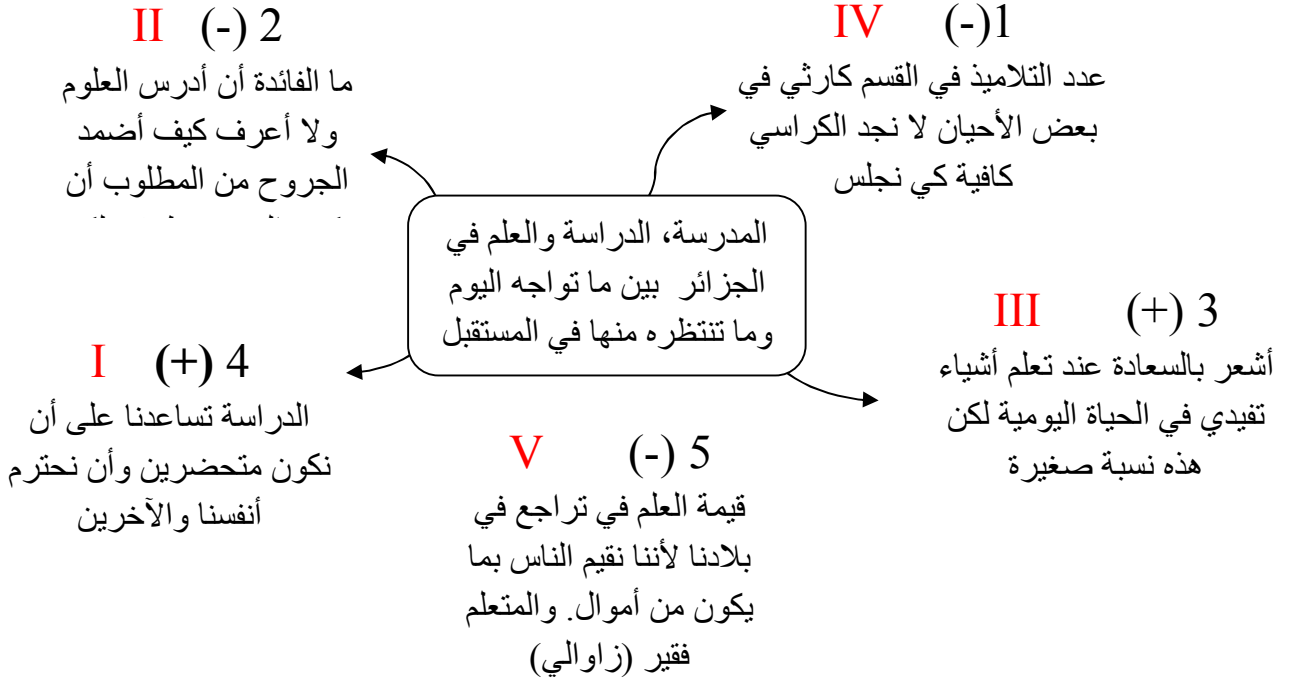 IV (-)1
عدد التلاميذ في القسم كارثي في
بعض الأحيان لا نجد الكراسي
كافية كي نجلس
II (-) 2
ما الفائدة أن أدرس العلوم
ولا أعرف كيف أضمد
الجروح من المطلوب أن
المدرسة، الدراسة والعلم في
الجزائر بين ما تواجه اليوم
وما تنتظره منها في المستقبل
III (+) 3
أشعر بالسعادة عند تعلم أشياء
تفيدي في الحياة اليومية لكن
هذه نسبة صغيرة
I (+) 4
الدراسة تساعدنا على أن
نكون متحضرين وأن نحترم
أنفسنا والآخرين
V (-) 5
قيمة العلم في تراجع في
بلادنا لأننا نقيم الناس بما
يكون من أموال. والمتعلم
فقير (زاوالي)